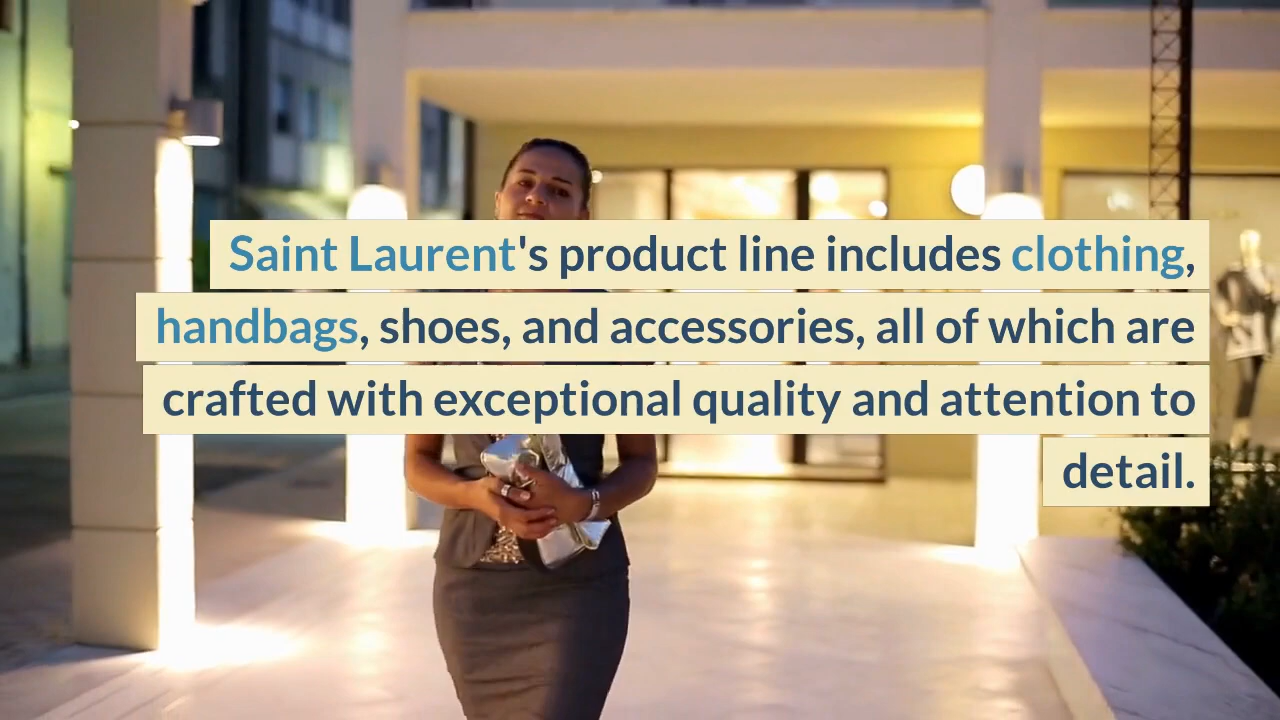 Saint Laurent's product line includes clothing,
handbags, shoes, and accessories, all of which are
crafted with exceptional quality and attention to
detail.